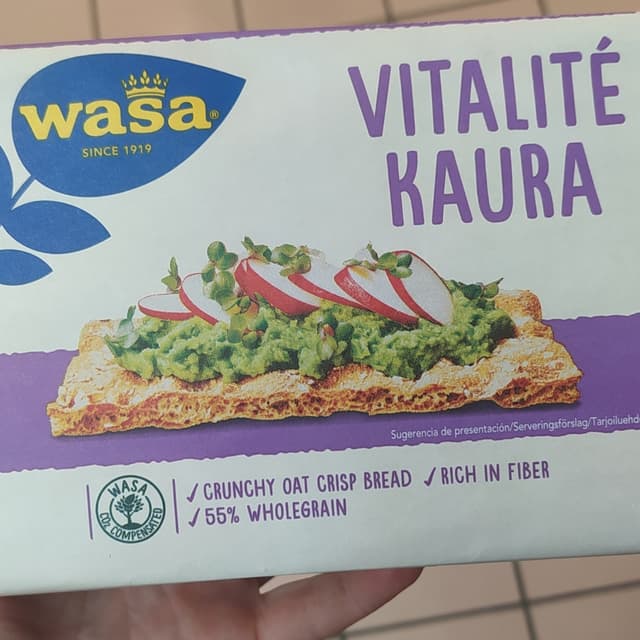 wasa®
SINCE 1919
VITALITÉ
KAURA
Sugerencia de presentación/Serveringsförslag/Tarjoiluehd
WASA
CO₂ COMPENSATED
✓ CRUNCHY OAT CRISP BREAD ✓ RICH IN FIBER
✓ 55% WHOLEGRAIN